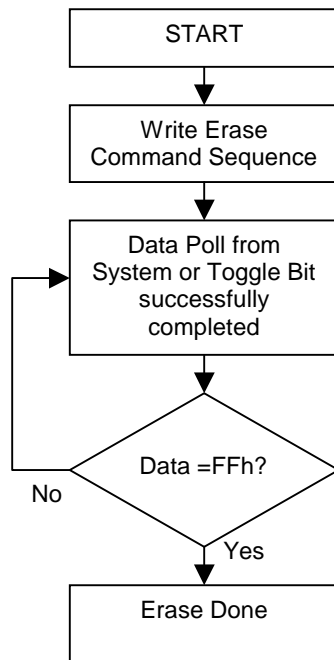 START
Write Erase
Command Sequence
Data Poll from
System or Toggle Bit
successfully
completed
Data =FFh?
No
Yes
Erase Done